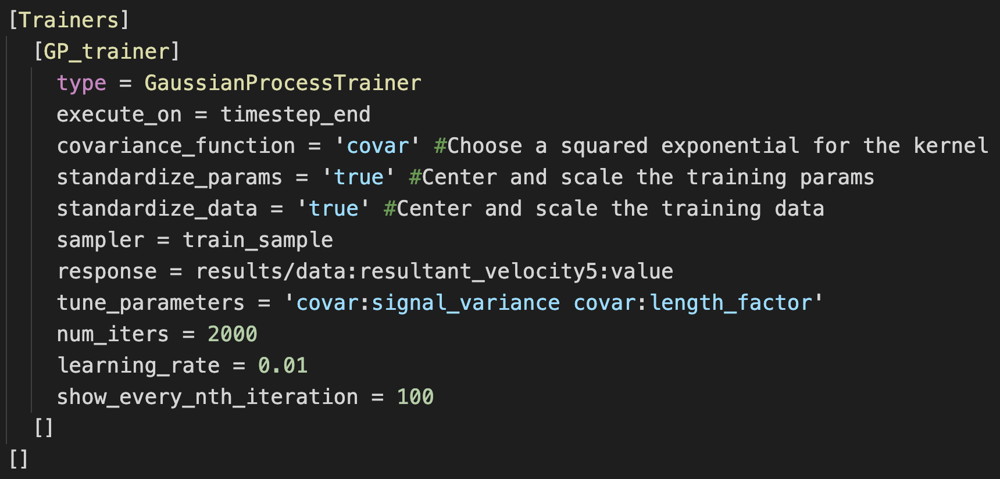 [Trainers]
[GP_trainer]
type = GaussianProcessTrainer
execute_on = timestep_end
covariance_function = 'covar' #Choose a squared exponential for the kernel
standardize_params = 'true' #Center and scale the training params
standardize_data = 'true' #Center and scale the training data
sampler = train_sample
response = results/data:resultant_velocity5:value
tune_parameters = 'covar:signal_variance covar:length_factor'
num_iters = 2000
learning_rate = 0.01
show_every_nth_iteration = 100
[]
[]